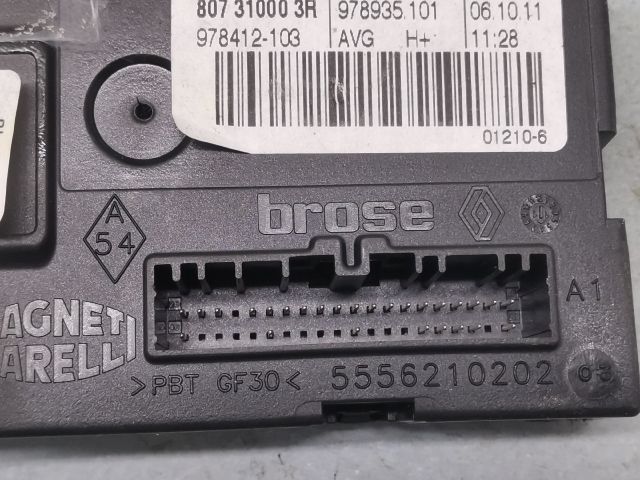 807 31000 3R 978935.101 06.10.11
978412-103 AVG H+ 11:28
01210-6
A
54
brose
A1
AGNETI
ARELLI
>PBT GF30< 5556210202 03